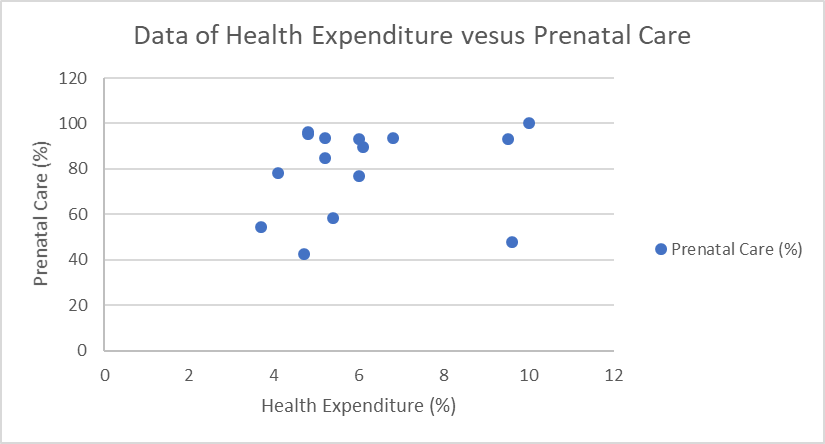 Data of Health Expenditure vesus Prenatal Care
120
100
80
60
40
20
0
Prenatal Care (%)
0 2 4 6 8 10 12
Health Expenditure (%)
Prenatal Care (%)